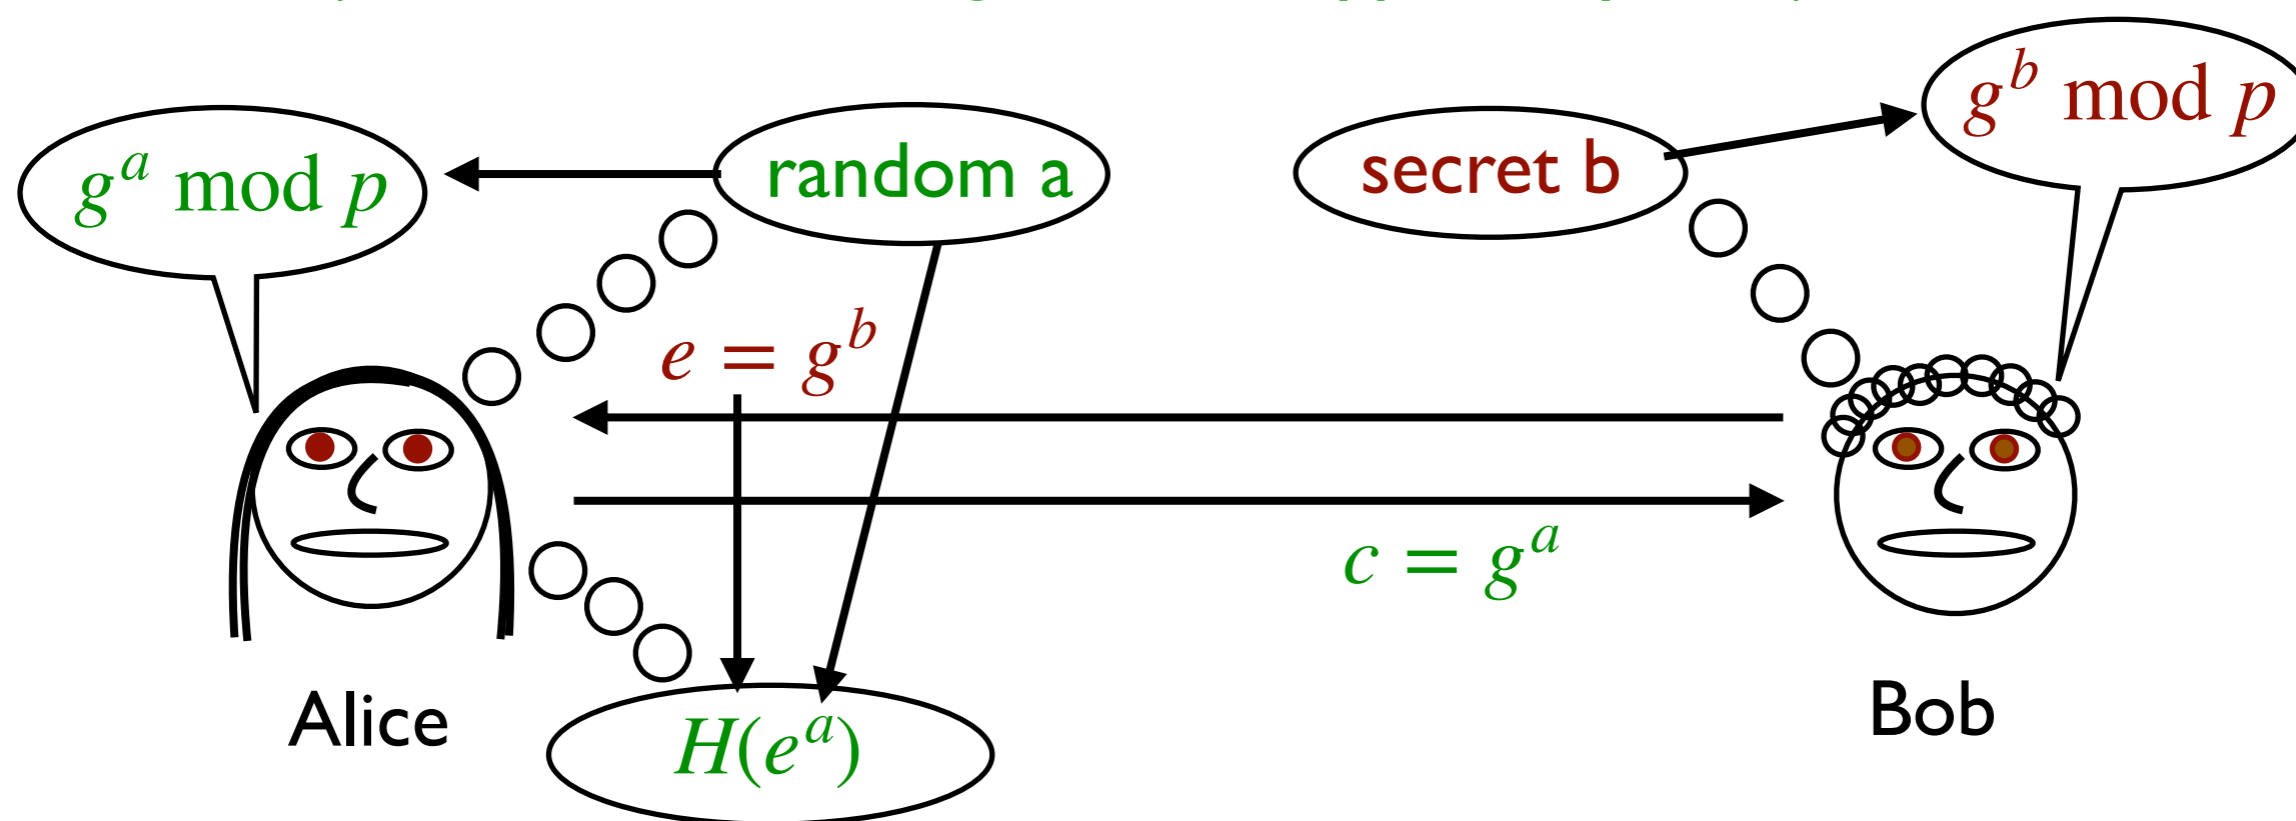 g^b mod p
g^a mod p
random a
secret b
e = g^b
c = g^a
Alice
Bob
H(e^a)